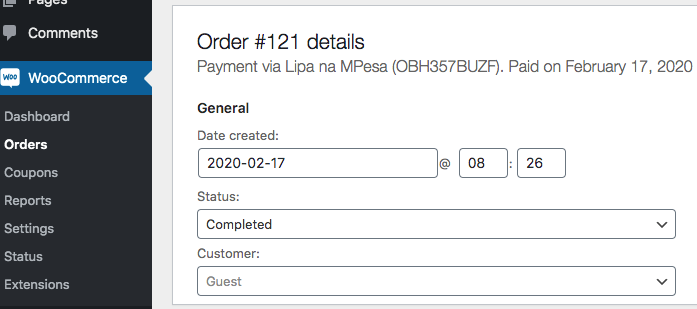 Pages
Comments
WOO
WooCommerce
Dashboard
Orders
Coupons
Reports
Settings
Status
Extensions
Order #121 details
Payment via Lipa na MPesa (OBH357BUZF). Paid on February 17, 2020
General
Date created:
2020-02-17 @ 08 : 26
Status:
Completed
Customer:
Guest